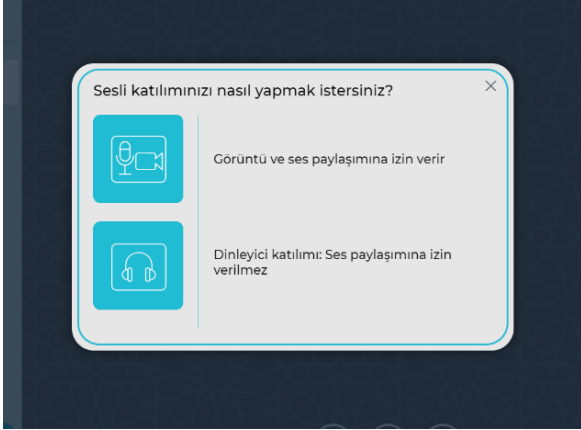 Sesli katılımınızı nasıl yapmak istersiniz?
Görüntü ve ses paylaşımına izin verir
Dinleyici katılımı: Ses paylaşımına izin
verilmez